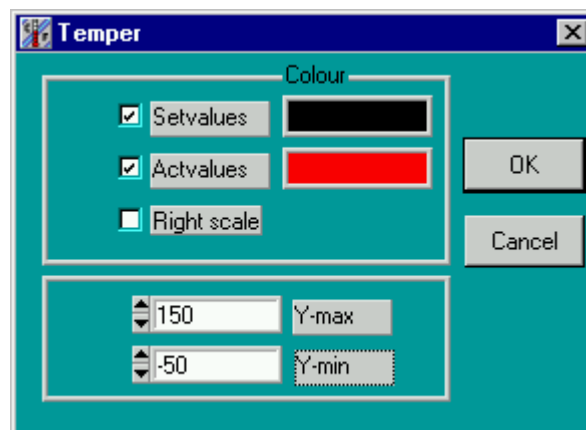 Temper
Colour
Setvalues
Actvalues
Right scale
OK
Cancel
150 Y-max
-50 Y-min